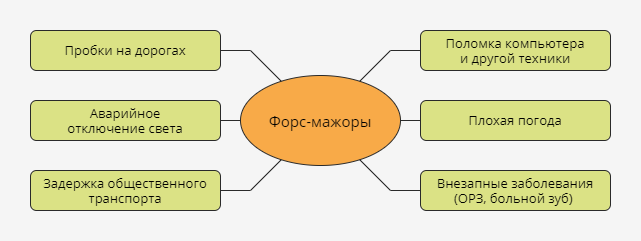 Пробки на дорогах
Аварийное
отключение света
Задержка общественного
транспорта
Форс-мажоры
Поломка компьютера
и другой техники
Плохая погода
Внезапные заболевания
(ОРЗ, больной зуб)